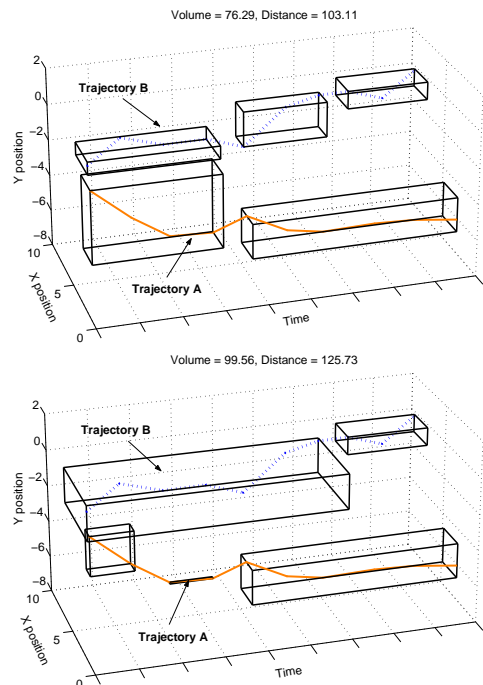 Volume = 76.29, Distance = 103.11
2
0
−2
−4
−6
−8
10
5
0
Y position
X position
Time
Trajectory B
Trajectory A
Volume = 99.56, Distance = 125.73
2
0
−2
−4
−6
−8
10
5
0
Y position
X position
Time
Trajectory B
Trajectory A